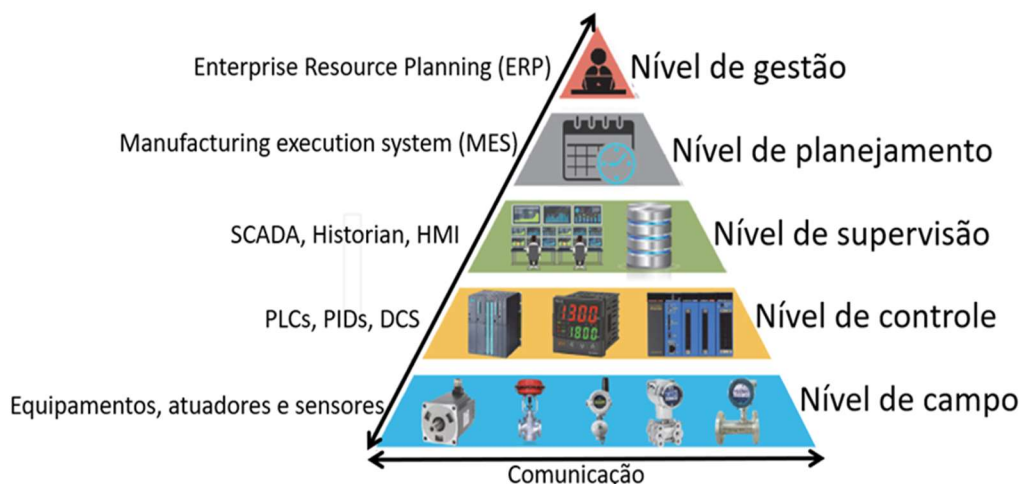 Enterprise Resource Planning (ERP)
Nível de gestão
Manufacturing execution system (MES)
Nível de planejamento
SCADA, Historian, HMI
Nível de supervisão
PLCs, PIDs, DCS
1300
1800
Nível de controle
Equipamentos, atuadores e sensores
Nível de campo
Comunicação